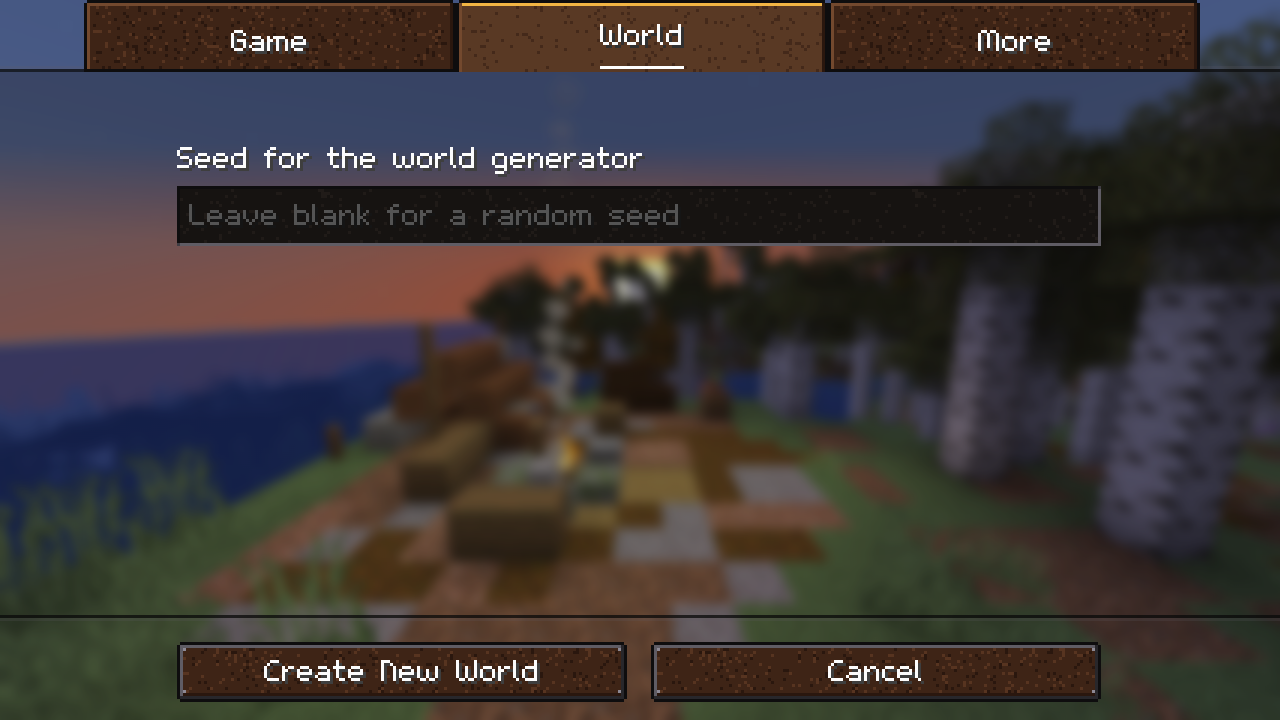 Game
World
More
Seed for the world generator
Leave blank for a random seed
Create New World
Cancel